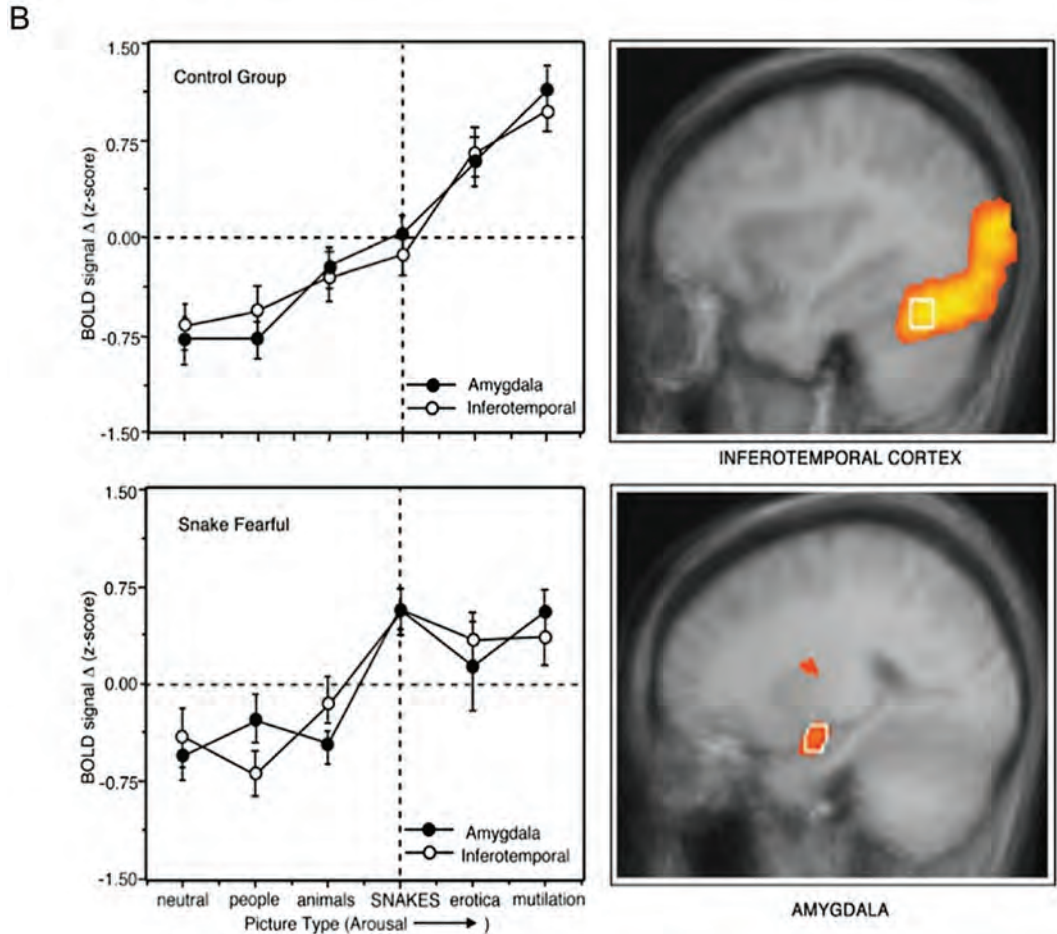 B
1.50
0.75
0.00
-0.75
-1.50
BOLD signal Δ (z-score)
Control Group
Amygdala
Inferotemporal
INFEROTEMPORAL CORTEX
1.50
0.75
0.00
-0.75
-1.50
BOLD signal Δ (z-score)
Snake Fearful
Amygdala
Inferotemporal
neutral people animals SNAKES erotica mutilation
Picture Type (Arousal → )
AMYGDALA